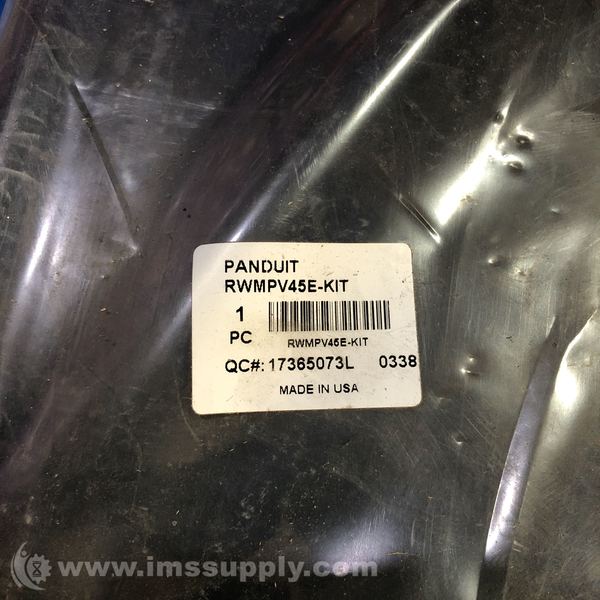 PANDUIT
RWMPV45E-KIT
1
PC
RWMPV45E-KIT
QC#: 17365073L 0338
MADE IN USA
www.imssupply.com